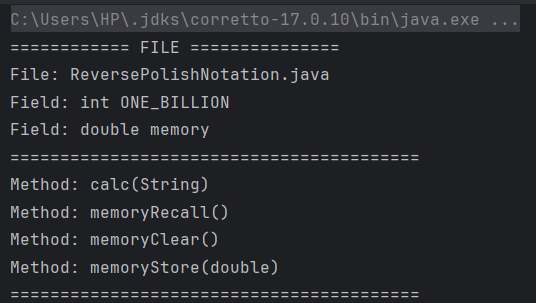 C:\Users\HP\.jdks\corretto-17.0.10\bin\java.exe ...
============ FILE ===============
File: ReversePolishNotation.java
Field: int ONE_BILLION
Field: double memory
=========================================
Method: calc(String)
Method: memoryRecall()
Method: memoryClear()
Method: memoryStore(double)
=========================================